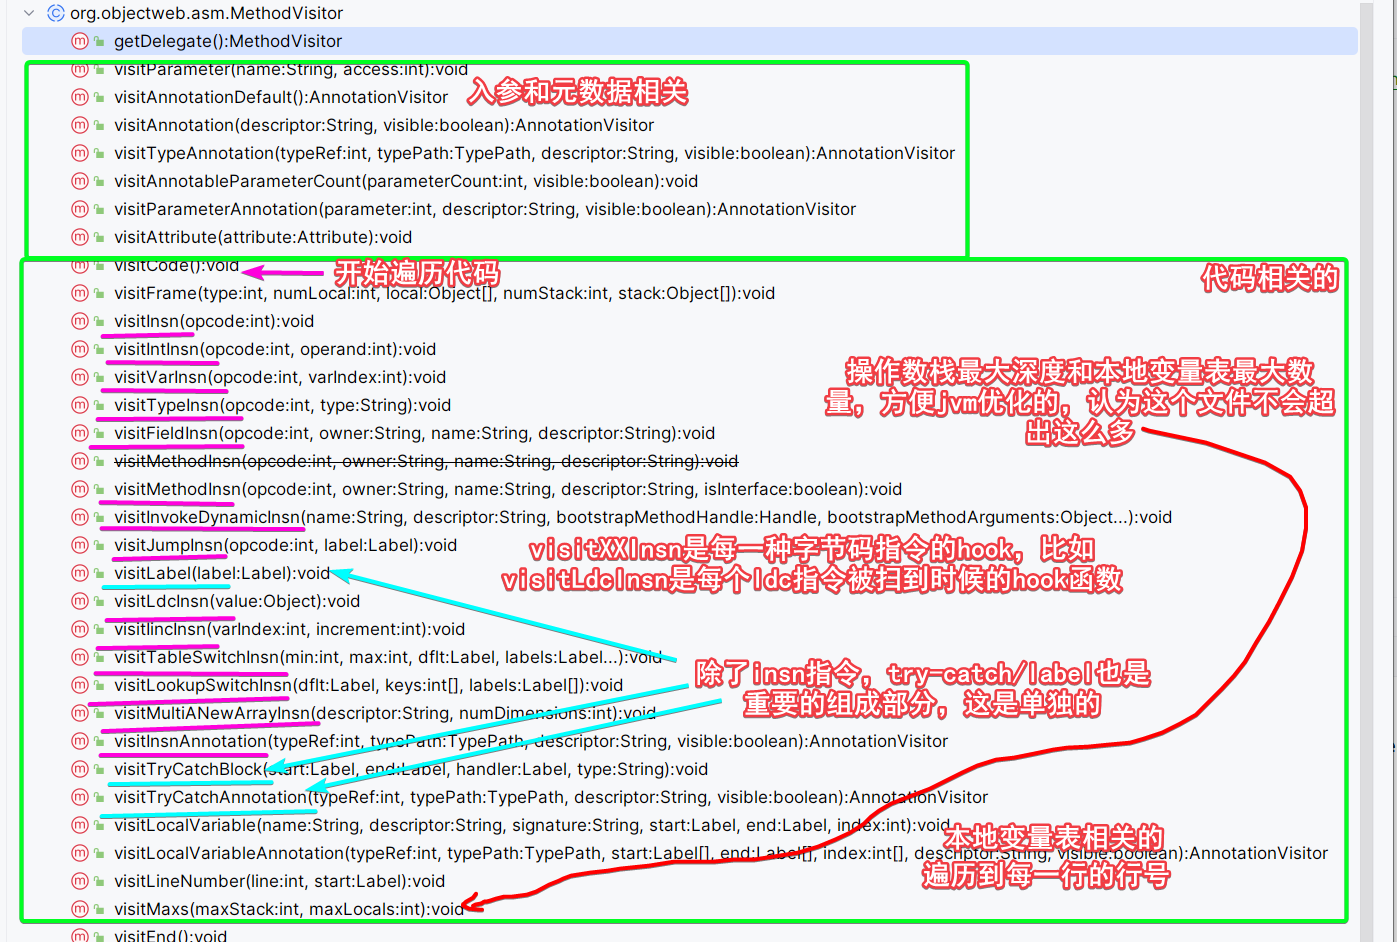 org.objectweb.asm.MethodVisitor
getDelegate():MethodVisitor
visitParameter(name:String, access:int):void
visitAnnotationDefault():AnnotationVisitor
入参和元数据相关
visitAnnotation(descriptor:String, visible:boolean):AnnotationVisitor
visitTypeAnnotation(typeRef:int, typePath:TypePath, descriptor:String, visible:boolean):AnnotationVisitor
visitAnnotableParameterCount(parameterCount:int, visible:boolean):void
visitParameterAnnotation(parameter:int, descriptor:String, visible:boolean):AnnotationVisitor
visitAttribute(attribute:Attribute):void
visitCode():void
开始遍历代码
代码相关的
visitFrame(type:int, numLocal:int, local:Object[], numStack:int, stack:Object[]):void
visitInsn(opcode:int):void
visitIntInsn(opcode:int, operand:int):void
visitVarInsn(opcode:int, varIndex:int):void
visitTypeInsn(opcode:int, type:String):void
visitFieldInsn(opcode:int, owner:String, name:String, descriptor:String):void
操作数栈最大深度和本地变量表最大数
量，方便jvm优化的，认为这个文件不会超
出这么多
visitMethodInsn(opcode:int, owner:String, name:String, descriptor:String):void
visitMethodInsn(opcode:int, owner:String, name:String, descriptor:String, isInterface:boolean):void
visitInvokeDynamicInsn(name:String, descriptor:String, bootstrapMethodHandle:Handle, bootstrapMethodArguments:Object...):void
visitJumpInsn(opcode:int, label:Label):void
visitLabel(label:Label):void
visitXXInsn是每一种字节码指令的hook，比如
visitLdcInsn是每个ldc指令被扫到时候的hook函数
visitLdcInsn(value:Object):void
visitIincInsn(varIndex:int, increment:int):void
visitTableSwitchInsn(min:int, max:int, dflt:Label, labels:Label...):void
visitLookupSwitchInsn(dflt:Label, keys:int[], labels:Label[]):void
除了insn指令，try-catch/label也是
重要的组成部分，这是单独的
visitMultiANewArrayInsn(descriptor:String, numDimensions:int):void
visitInsnAnnotation(typeRef:int, typePath:TypePath, descriptor:String, visible:boolean):AnnotationVisitor
visitTryCatchBlock(start:Label, end:Label, handler:Label, type:String):void
visitTryCatchAnnotation(typeRef:int, typePath:TypePath, descriptor:String, visible:boolean):AnnotationVisitor
visitLocalVariable(name:String, descriptor:String, signature:String, start:Label, end:Label, index:int):void
本地变量表相关的
visitLocalVariableAnnotation(typeRef:int, typePath:TypePath, start:Label[], end:Label[], index:int[], descriptor:String, visible:boolean):AnnotationVisitor
visitLineNumber(line:int, start:Label):void
遍历到每一行的行号
visitMaxs(maxStack:int, maxLocals:int):void
visitEnd():void